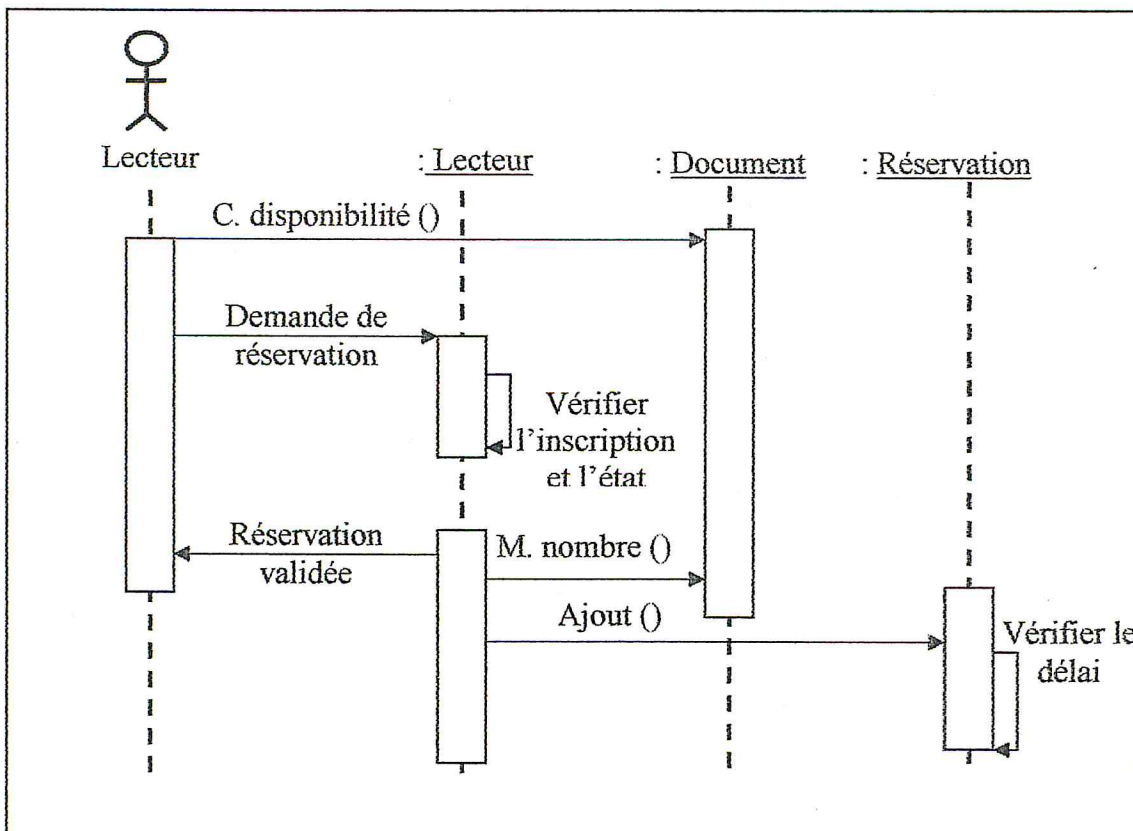 Lecteur
: Lecteur
: Document
: Réservation
C. disponibilité ()
Demande de
réservation
Vérifier
l'inscription
et l'état
Réservation
validée
M. nombre ()
Ajout ()
Vérifier le
délai